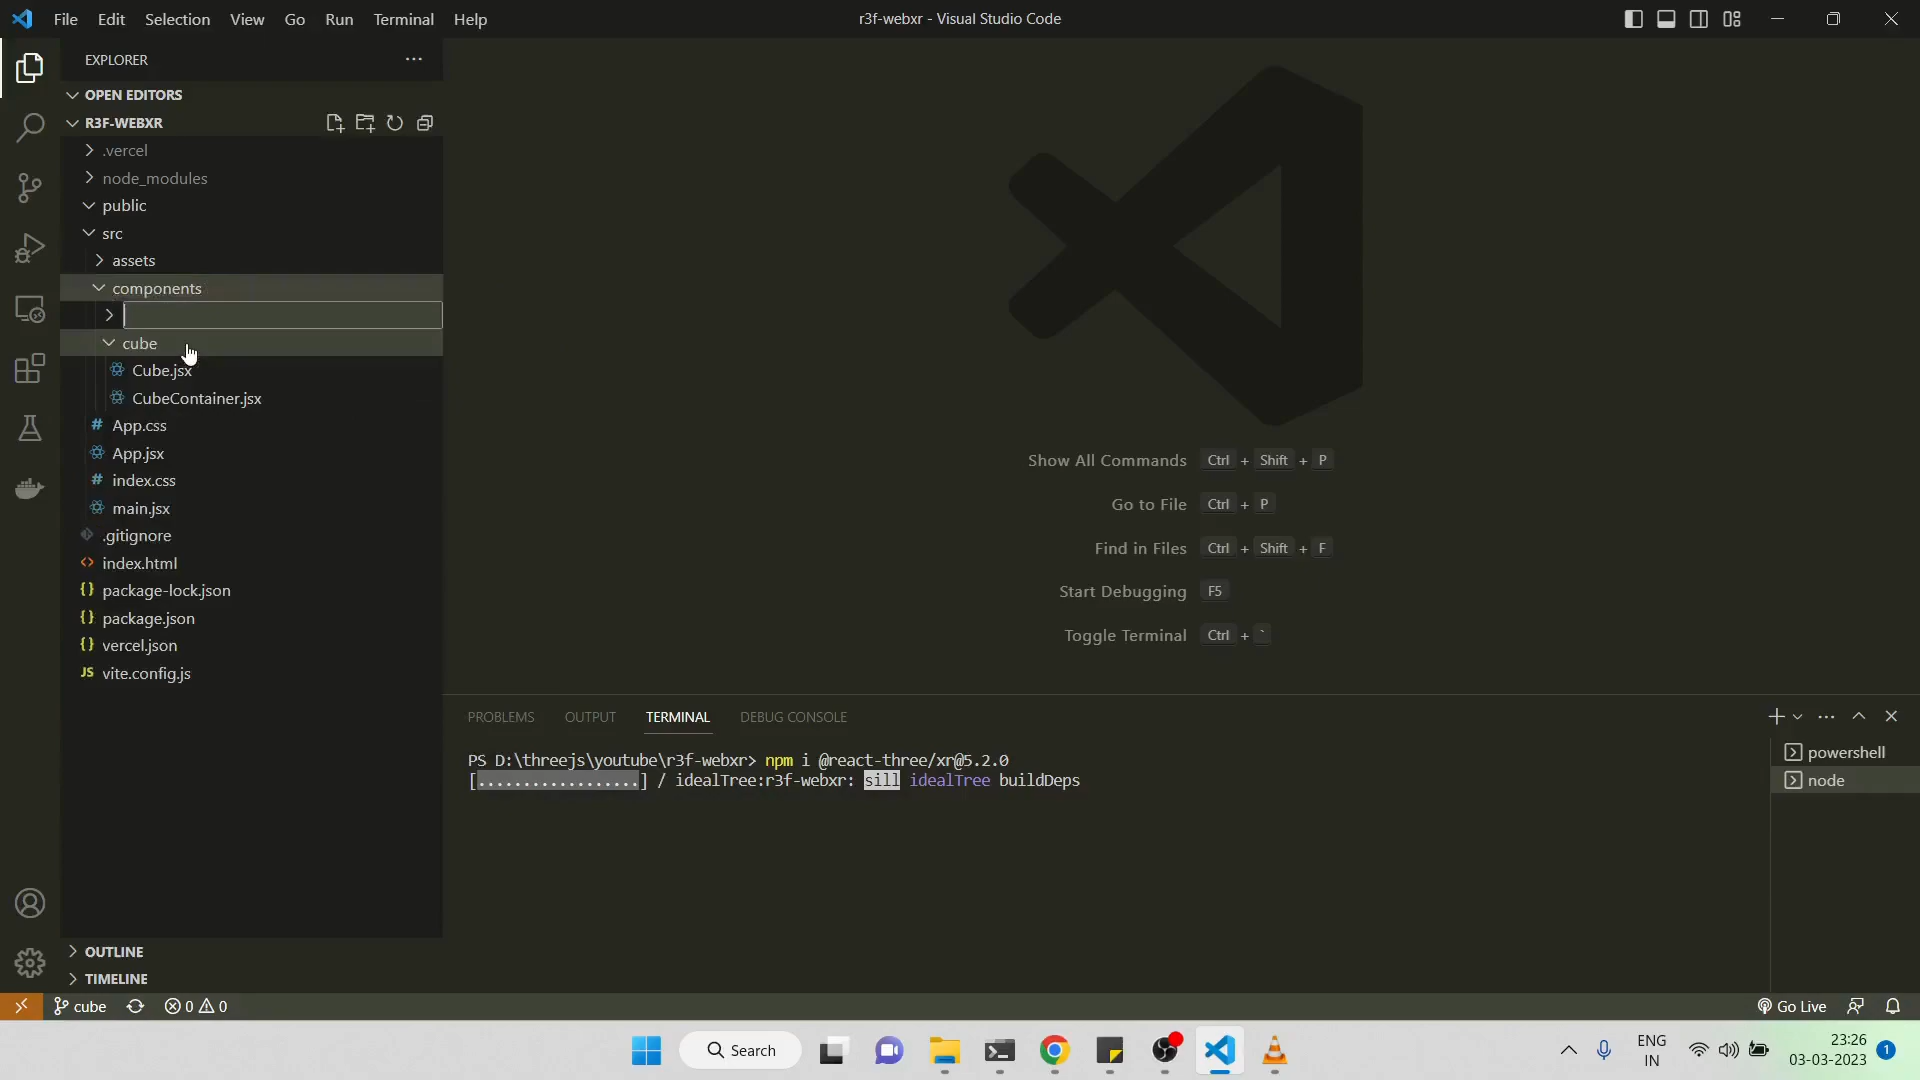 File Edit Selection View Go Run Terminal Help
r3f-webxr - Visual Studio Code
EXPLORER
OPEN EDITORS
R3F-WEBXR
.vercel
node_modules
public
src
assets
components
cube
Cube.jsx
CubeContainer.jsx
# App.css
App.jsx
# index.css
main.jsx
.gitignore
<> index.html
{} package-lock.json
{} package.json
{} vercel.json
JS vite.config.js
OUTLINE
TIMELINE
Show All Commands Ctrl + Shift + P
Go to File Ctrl + P
Find in Files Ctrl + Shift + F
Start Debugging F5
Toggle Terminal Ctrl + `
PROBLEMS OUTPUT TERMINAL DEBUG CONSOLE
PS D:\threejs\youtube\r3f-webxr> npm i @react-three/xr@5.2.0
[..................] / idealTree:r3f-webxr: sill idealTree buildDeps
powershell
node
cube 0 0
Go Live
Search
ENG
IN
23:26
03-03-2023
1